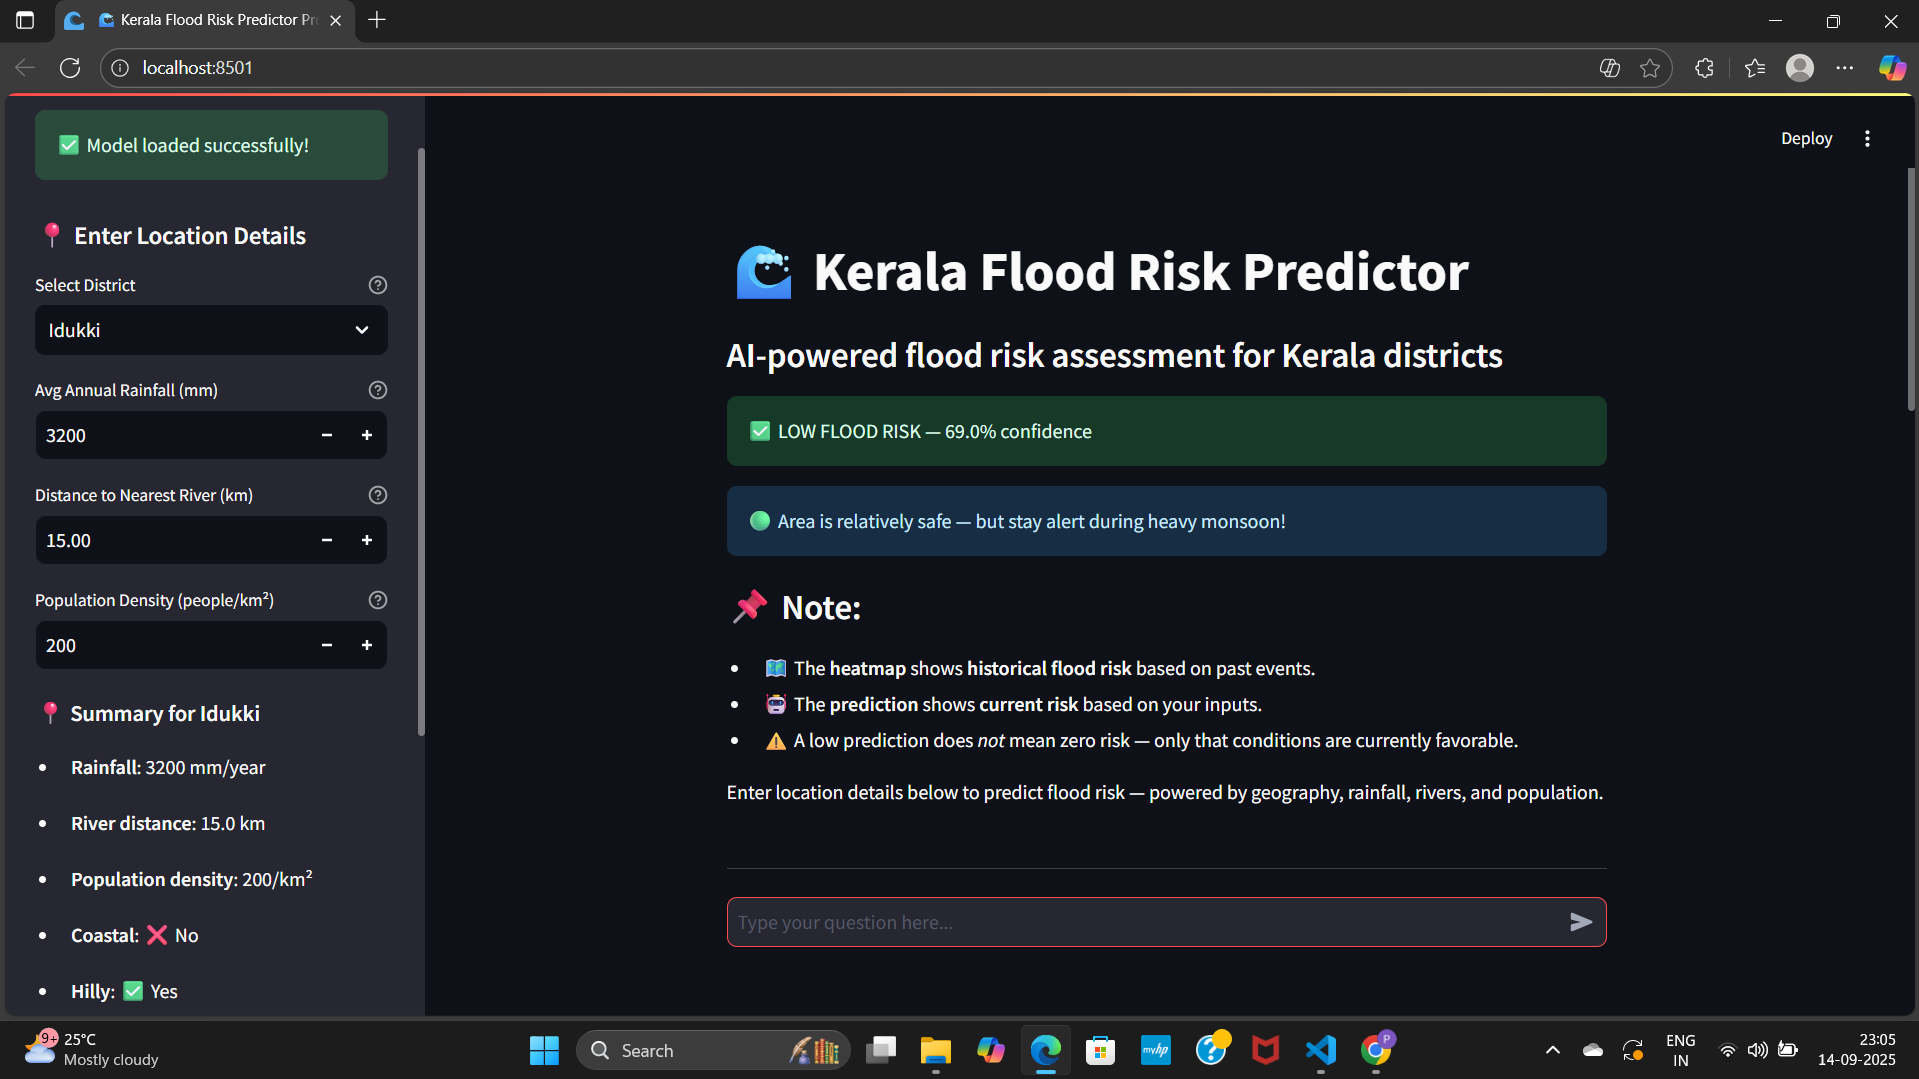 Kerala Flood Risk Predictor Pr
localhost:8501
Model loaded successfully!
Enter Location Details
Select District
Idukki
Avg Annual Rainfall (mm)
3200
Distance to Nearest River (km)
15.00
Population Density (people/km²)
200
Summary for Idukki
Rainfall: 3200 mm/year
River distance: 15.0 km
Population density: 200/km²
Coastal: ❌ No
Hilly: ✅ Yes
Deploy
Kerala Flood Risk Predictor
AI-powered flood risk assessment for Kerala districts
LOW FLOOD RISK — 69.0% confidence
Area is relatively safe — but stay alert during heavy monsoon!
Note:
The heatmap shows historical flood risk based on past events.
The prediction shows current risk based on your inputs.
A low prediction does not mean zero risk — only that conditions are currently favorable.
Enter location details below to predict flood risk — powered by geography, rainfall, rivers, and population.
Type your question here...
9+
25°C
Mostly cloudy
Search
myhp
P
ENG
IN
23:05
14-09-2025